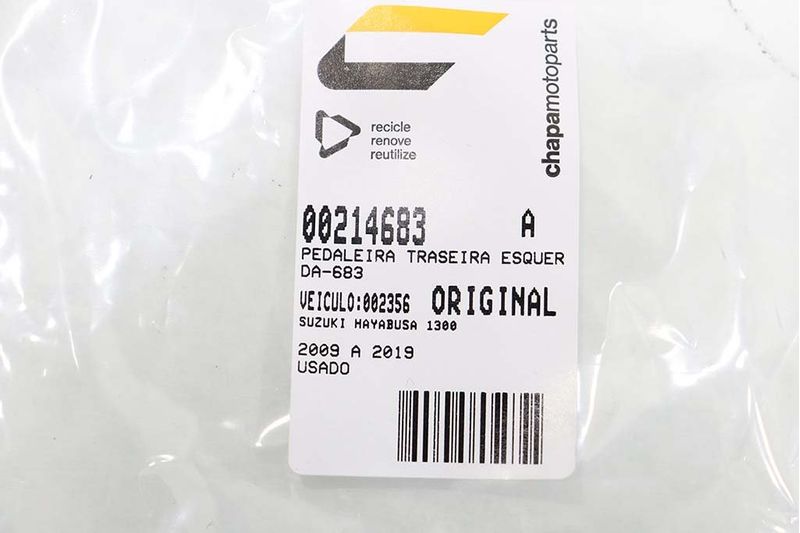 chapamotoparts
recicle
renove
reutilize
00214683 A
PEDALEIRA TRASEIRA ESQUER
DA-683
VEICULO:002356 ORIGINAL
SUZUKI HAYABUSA 1300
2009 A 2019
USADO